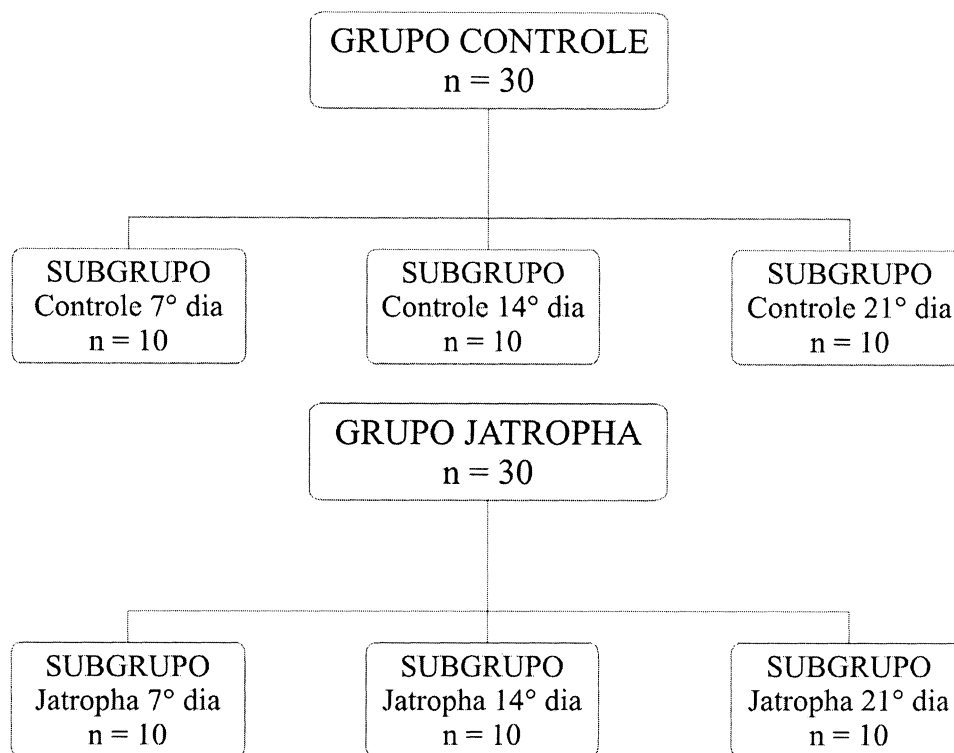 GRUPO CONTROLE
n = 30
SUBGRUPO
Controle 7° dia
n = 10
SUBGRUPO
Controle 14° dia
n = 10
SUBGRUPO
Controle 21° dia
n = 10
GRUPO JATROPHA
n = 30
SUBGRUPO
Jatropha 7° dia
n = 10
SUBGRUPO
Jatropha 14° dia
n = 10
SUBGRUPO
Jatropha 21° dia
n = 10